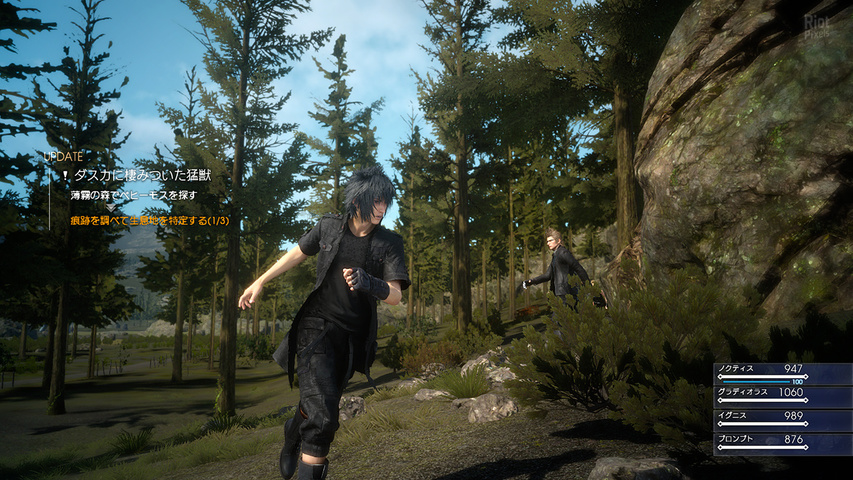 Riot
Pixels
UPDATE
! ダスカに棲みついた猛獣
薄霧の森でベヒーモスを探す
痕跡を調べて生息地を特定する(1/3)
ノクティス 947
100
グラディオラス 1060
イグニス 989
プロンプト 876